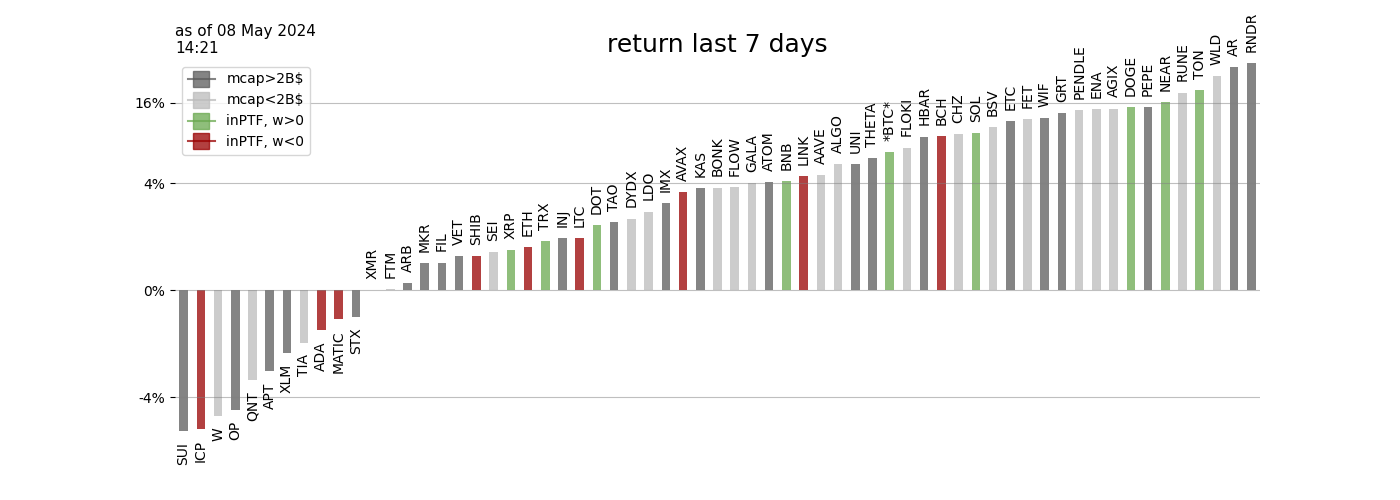 as of 08 May 2024
14:21
return last 7 days
mcap>2B$
mcap<2B$
inPTF, w>0
inPTF, w<0
16%
4%
0%
-4%
SUI
ICP
W
OP
QNT
APT
XLM
TIA
ADA
MATIC
STX
XMR
FTM
ARB
MKR
FIL
VET
SHIB
SEI
XRP
ETH
TRX
INJ
LTC
DOT
TAO
DYDX
LDO
IMX
AVAX
KAS
BONK
FLOW
GALA
ATOM
BNB
LINK
AAVE
ALGO
UNI
THETA
*BTC*
FLOKI
HBAR
BCH
CHZ
SOL
BSV
ETC
FET
WIF
GRT
PENDLE
ENA
AGIX
DOGE
PEPE
NEAR
RUNE
TON
WLD
AR
RNDR